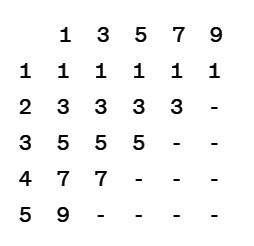 1 3 5 7 9
1 1 1 1 1 1
2 3 3 3 3 -
3 5 5 5 - -
4 7 7 - - -
5 9 - - - -